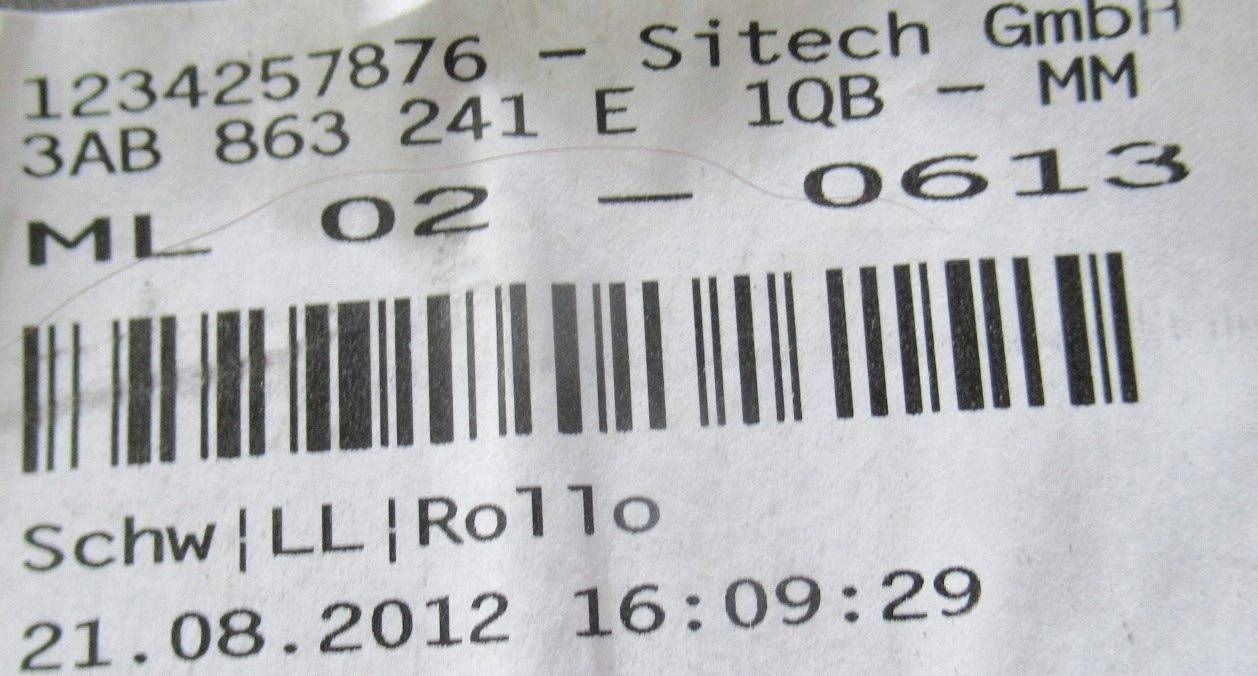 1234257876 - Sitech GmbH
3AB 863 241 E 1QB - MM
ML 02 - 0613
Schw¦LL¦Rollo
21.08.2012 16:09:29